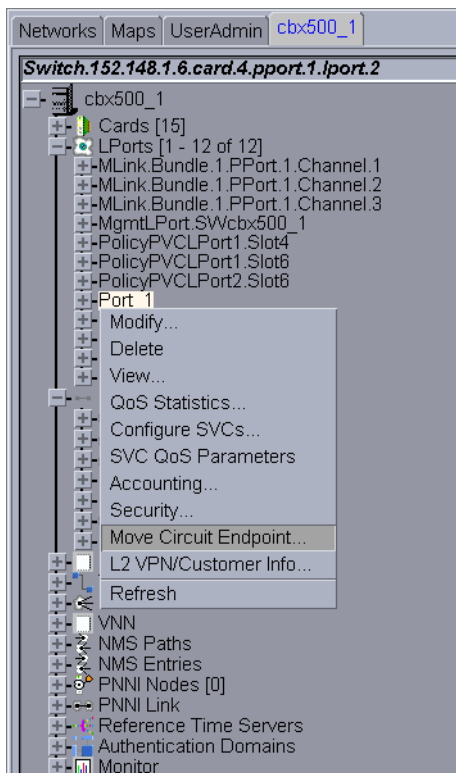 Networks Maps UserAdmin cbx500_1
Switch.152.148.1.6.card.4.pport.1.lport.2
cbx500_1
Cards [15]
LPorts [1 - 12 of 12]
MLink.Bundle.1.PPort.1.Channel.1
MLink.Bundle.1.PPort.1.Channel.2
MLink.Bundle.1.PPort.1.Channel.3
MgmtLPort.SWcbx500_1
PolicyPVCLPort1.Slot4
PolicyPVCLPort1.Slot6
PolicyPVCLPort2.Slot6
Port_1
Modify...
Delete
View...
QoS Statistics...
Configure SVCs...
SVC QoS Parameters
Accounting...
Security...
Move Circuit Endpoint...
L2 VPN/Customer Info...
Refresh
VNN
NMS Paths
NMS Entries
PNNI Nodes [0]
PNNI Link
Reference Time Servers
Authentication Domains
Monitor